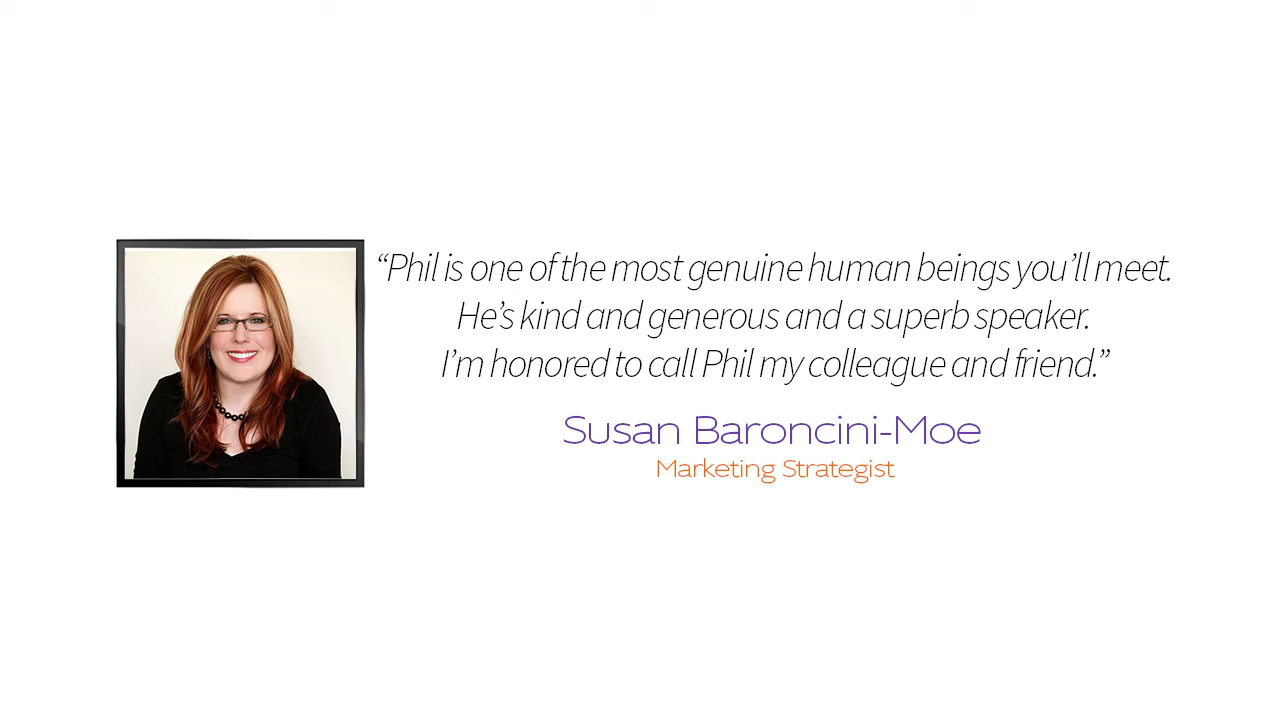 “Phil is one of the most genuine human beings you’ll meet.
He’s kind and generous and a superb speaker.
I’m honored to call Phil my colleague and friend.”
Susan Baroncini-Moe
Marketing Strategist